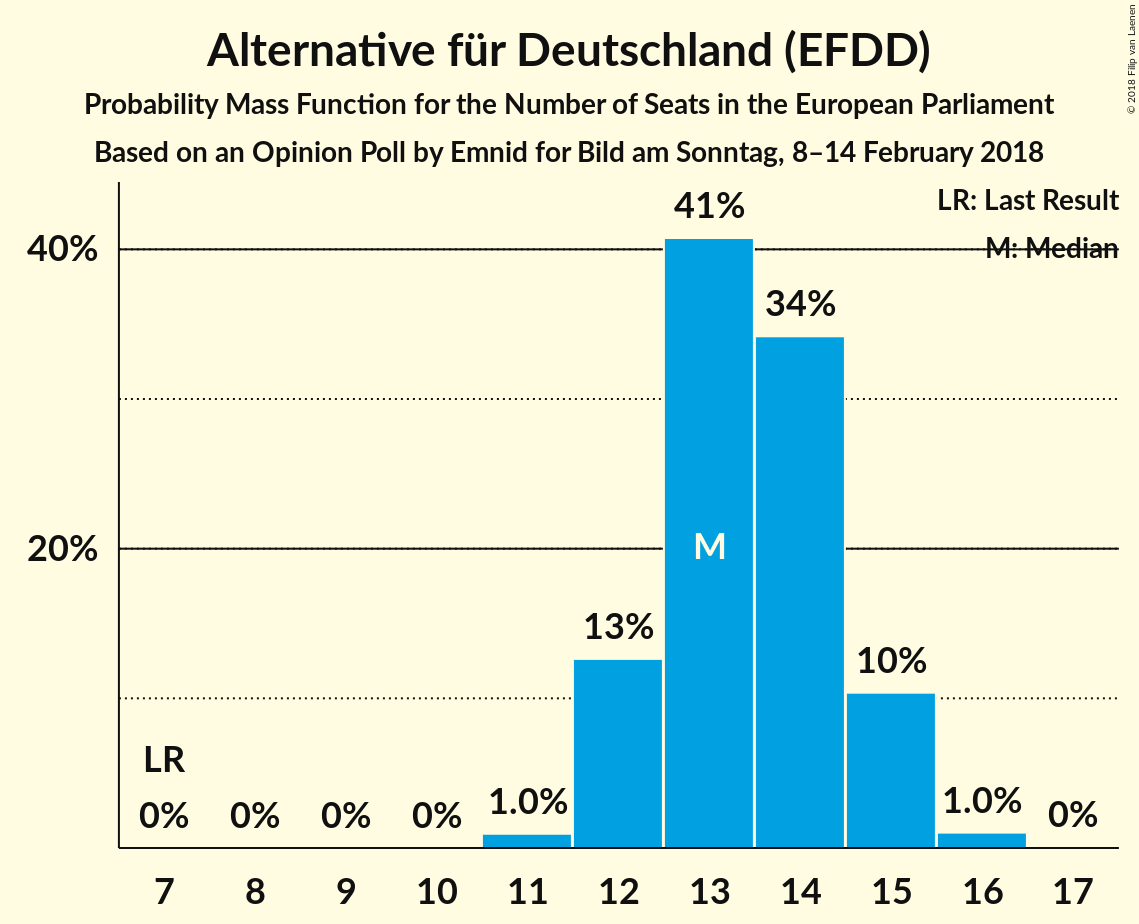 Alternative für Deutschland (EFDD)
Probability Mass Function for the Number of Seats in the European Parliament
Based on an Opinion Poll by Emnid for Bild am Sonntag, 8–14 February 2018
© 2018 Filip van Laenen
LR: Last Result
M: Median
40%
20%
41%
34%
M
13%
10%
LR
0% 0% 0% 0% 1.0% 1.0% 0%
7 8 9 10 11 12 13 14 15 16 17